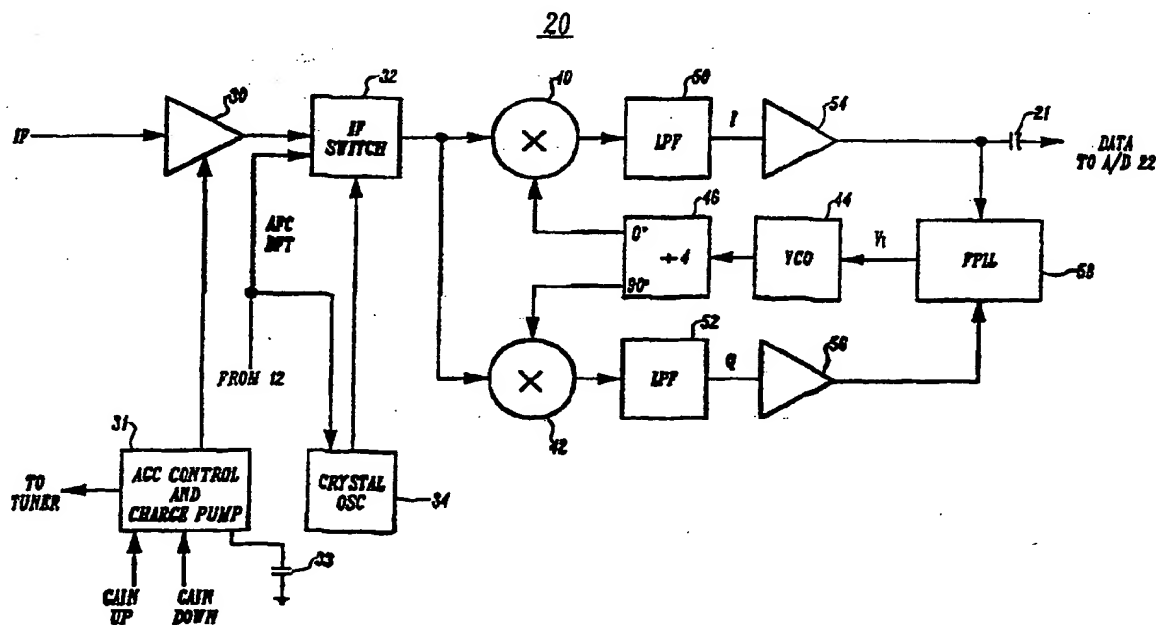 20
IF
30
32
IF
SWITCH
40
50
LPF
I
54
21
DATA
TO A/D 22
AFC
DFT
FROM 12
46
0°
÷4
90°
44
VCO
V1
FPLL
58
42
52
LPF
Q
56
31
AGC CONTROL
AND
CHARGE PUMP
TO
TUNER
CRYSTAL
OSC
34
33
GAIN
UP
GAIN
DOWN